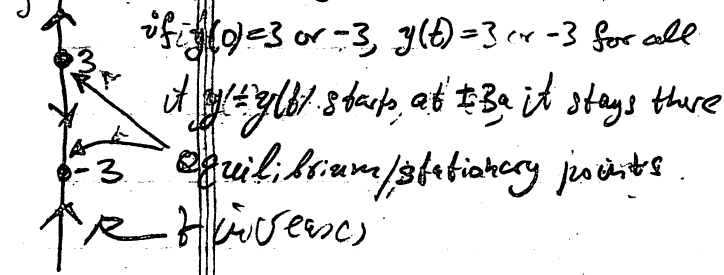 if y(0)=3 or -3, y(t)=3 or -3 for all
3
it y=y(t) starts at ±3, it stays there
-3
equilibrium/stationary points.
t increases